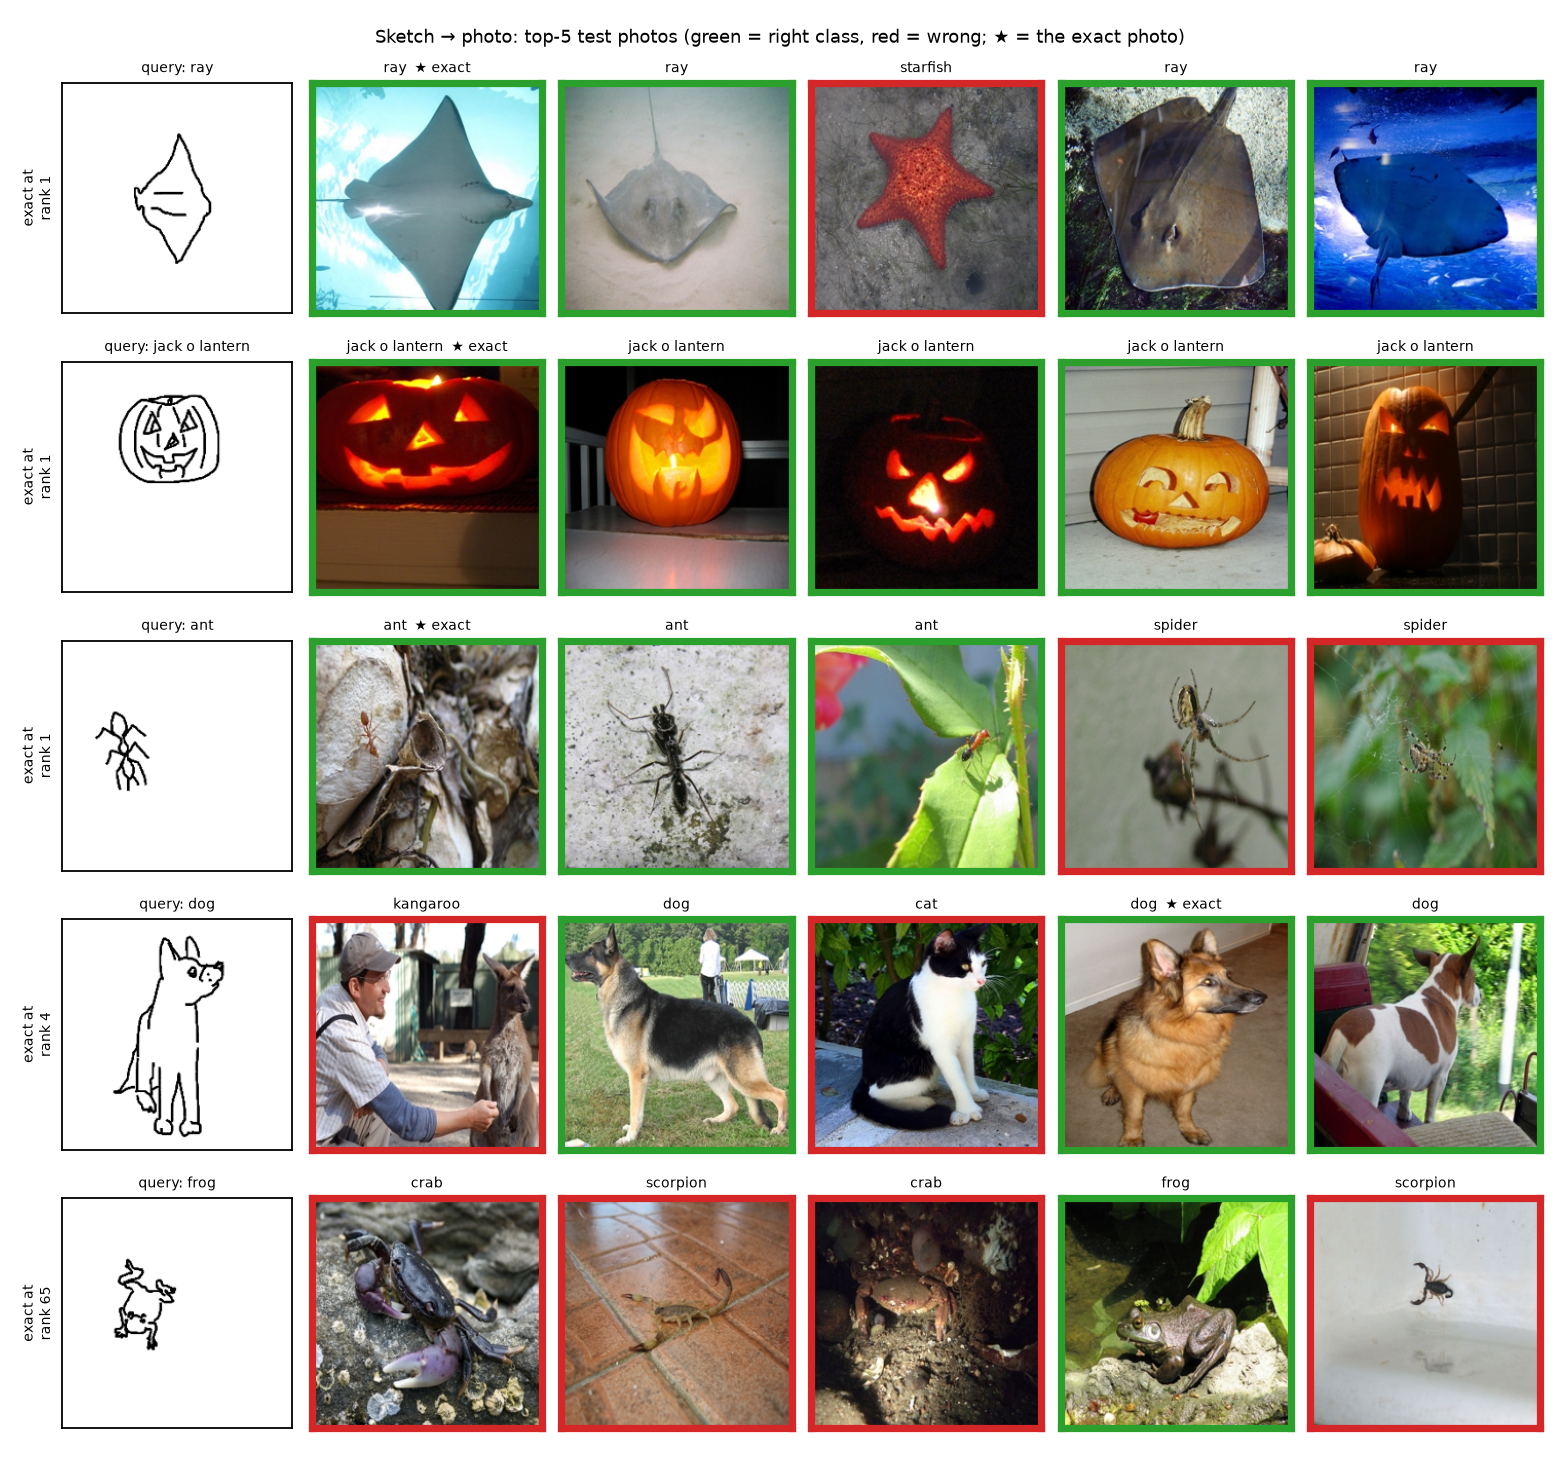 Sketch → photo: top-5 test photos (green = right class, red = wrong; ★ = the exact photo)
query: ray
ray ★ exact
ray
starfish
ray
ray
exact at
rank 1
query: jack o lantern
jack o lantern ★ exact
jack o lantern
jack o lantern
jack o lantern
jack o lantern
exact at
rank 1
query: ant
ant ★ exact
ant
ant
spider
spider
exact at
rank 1
query: dog
kangaroo
dog
cat
dog ★ exact
dog
exact at
rank 4
query: frog
crab
scorpion
crab
frog
scorpion
exact at
rank 65